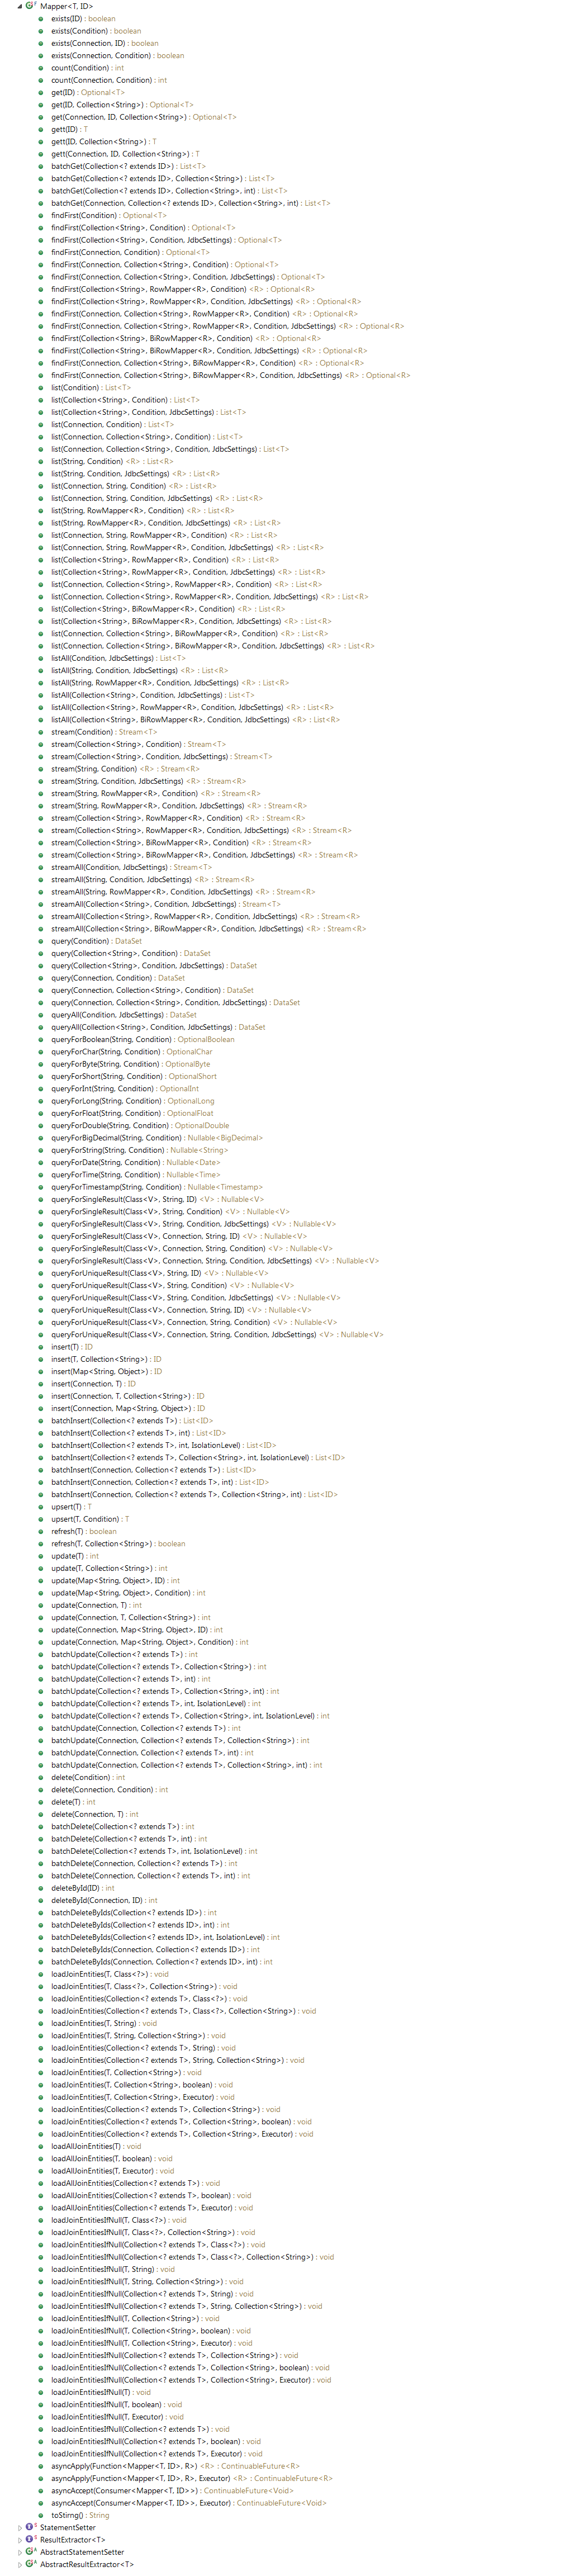 Mapper<T, ID>
exists(ID) : boolean
exists(Condition) : boolean
exists(Connection, ID) : boolean
exists(Connection, Condition) : boolean
count(Condition) : int
count(Connection, Condition) : int
get(ID) : Optional<T>
get(ID, Collection<String>) : Optional<T>
get(Connection, ID, Collection<String>) : Optional<T>
gett(ID) : T
gett(ID, Collection<String>) : T
gett(Connection, ID, Collection<String>) : T
batchGet(Collection<? extends ID>) : List<T>
batchGet(Collection<? extends ID>, Collection<String>) : List<T>
batchGet(Collection<? extends ID>, Collection<String>, int) : List<T>
batchGet(Connection, Collection<? extends ID>, Collection<String>, int) : List<T>
findFirst(Condition) : Optional<T>
findFirst(Collection<String>, Condition) : Optional<T>
findFirst(Collection<String>, Condition, JdbcSettings) : Optional<T>
findFirst(Connection, Condition) : Optional<T>
findFirst(Connection, Collection<String>, Condition) : Optional<T>
findFirst(Connection, Collection<String>, Condition, JdbcSettings) : Optional<T>
findFirst(Collection<String>, RowMapper<R>, Condition) <R> : Optional<R>
findFirst(Collection<String>, RowMapper<R>, Condition, JdbcSettings) <R> : Optional<R>
findFirst(Connection, Collection<String>, RowMapper<R>, Condition) <R> : Optional<R>
findFirst(Connection, Collection<String>, RowMapper<R>, Condition, JdbcSettings) <R> : Optional<R>
findFirst(Collection<String>, BiRowMapper<R>, Condition) <R> : Optional<R>
findFirst(Collection<String>, BiRowMapper<R>, Condition, JdbcSettings) <R> : Optional<R>
findFirst(Connection, Collection<String>, BiRowMapper<R>, Condition) <R> : Optional<R>
findFirst(Connection, Collection<String>, BiRowMapper<R>, Condition, JdbcSettings) <R> : Optional<R>
list(Condition) : List<T>
list(Collection<String>, Condition) : List<T>
list(Collection<String>, Condition, JdbcSettings) : List<T>
list(Connection, Condition) : List<T>
list(Connection, Collection<String>, Condition) : List<T>
list(Connection, Collection<String>, Condition, JdbcSettings) : List<T>
list(String, Condition) <R> : List<R>
list(String, Condition, JdbcSettings) <R> : List<R>
list(Connection, String, Condition) <R> : List<R>
list(Connection, String, Condition, JdbcSettings) <R> : List<R>
list(String, RowMapper<R>, Condition) <R> : List<R>
list(String, RowMapper<R>, Condition, JdbcSettings) <R> : List<R>
list(Connection, String, RowMapper<R>, Condition) <R> : List<R>
list(Connection, String, RowMapper<R>, Condition, JdbcSettings) <R> : List<R>
list(Collection<String>, RowMapper<R>, Condition) <R> : List<R>
list(Collection<String>, RowMapper<R>, Condition, JdbcSettings) <R> : List<R>
list(Connection, Collection<String>, RowMapper<R>, Condition) <R> : List<R>
list(Connection, Collection<String>, RowMapper<R>, Condition, JdbcSettings) <R> : List<R>
list(Collection<String>, BiRowMapper<R>, Condition) <R> : List<R>
list(Collection<String>, BiRowMapper<R>, Condition, JdbcSettings) <R> : List<R>
list(Connection, Collection<String>, BiRowMapper<R>, Condition) <R> : List<R>
list(Connection, Collection<String>, BiRowMapper<R>, Condition, JdbcSettings) <R> : List<R>
listAll(Condition, JdbcSettings) : List<T>
listAll(String, Condition, JdbcSettings) <R> : List<R>
listAll(String, RowMapper<R>, Condition, JdbcSettings) <R> : List<R>
listAll(Collection<String>, Condition, JdbcSettings) : List<T>
listAll(Collection<String>, RowMapper<R>, Condition, JdbcSettings) <R> : List<R>
listAll(Collection<String>, BiRowMapper<R>, Condition, JdbcSettings) <R> : List<R>
stream(Condition) : Stream<T>
stream(Collection<String>, Condition) : Stream<T>
stream(Collection<String>, Condition, JdbcSettings) : Stream<T>
stream(String, Condition) <R> : Stream<R>
stream(String, Condition, JdbcSettings) <R> : Stream<R>
stream(String, RowMapper<R>, Condition) <R> : Stream<R>
stream(String, RowMapper<R>, Condition, JdbcSettings) <R> : Stream<R>
stream(Collection<String>, RowMapper<R>, Condition) <R> : Stream<R>
stream(Collection<String>, RowMapper<R>, Condition, JdbcSettings) <R> : Stream<R>
stream(Collection<String>, BiRowMapper<R>, Condition) <R> : Stream<R>
stream(Collection<String>, BiRowMapper<R>, Condition, JdbcSettings) <R> : Stream<R>
streamAll(Condition, JdbcSettings) : Stream<T>
streamAll(String, Condition, JdbcSettings) <R> : Stream<R>
streamAll(String, RowMapper<R>, Condition, JdbcSettings) <R> : Stream<R>
streamAll(Collection<String>, Condition, JdbcSettings) : Stream<T>
streamAll(Collection<String>, RowMapper<R>, Condition, JdbcSettings) <R> : Stream<R>
streamAll(Collection<String>, BiRowMapper<R>, Condition, JdbcSettings) <R> : Stream<R>
query(Condition) : DataSet
query(Collection<String>, Condition) : DataSet
query(Collection<String>, Condition, JdbcSettings) : DataSet
query(Connection, Condition) : DataSet
query(Connection, Collection<String>, Condition) : DataSet
query(Connection, Collection<String>, Condition, JdbcSettings) : DataSet
queryAll(Condition, JdbcSettings) : DataSet
queryAll(Collection<String>, Condition, JdbcSettings) : DataSet
queryForBoolean(String, Condition) : OptionalBoolean
queryForChar(String, Condition) : OptionalChar
queryForByte(String, Condition) : OptionalByte
queryForShort(String, Condition) : OptionalShort
queryForInt(String, Condition) : OptionalInt
queryForLong(String, Condition) : OptionalLong
queryForFloat(String, Condition) : OptionalFloat
queryForDouble(String, Condition) : OptionalDouble
queryForBigDecimal(String, Condition) : Nullable<BigDecimal>
queryForString(String, Condition) : Nullable<String>
queryForDate(String, Condition) : Nullable<Date>
queryForTime(String, Condition) : Nullable<Time>
queryForTimestamp(String, Condition) : Nullable<Timestamp>
queryForSingleResult(Class<V>, String, ID) <V> : Nullable<V>
queryForSingleResult(Class<V>, String, Condition) <V> : Nullable<V>
queryForSingleResult(Class<V>, String, Condition, JdbcSettings) <V> : Nullable<V>
queryForSingleResult(Class<V>, Connection, String, ID) <V> : Nullable<V>
queryForSingleResult(Class<V>, Connection, String, Condition) <V> : Nullable<V>
queryForSingleResult(Class<V>, Connection, String, Condition, JdbcSettings) <V> : Nullable<V>
queryForUniqueResult(Class<V>, String, ID) <V> : Nullable<V>
queryForUniqueResult(Class<V>, String, Condition) <V> : Nullable<V>
queryForUniqueResult(Class<V>, String, Condition, JdbcSettings) <V> : Nullable<V>
queryForUniqueResult(Class<V>, Connection, String, ID) <V> : Nullable<V>
queryForUniqueResult(Class<V>, Connection, String, Condition) <V> : Nullable<V>
queryForUniqueResult(Class<V>, Connection, String, Condition, JdbcSettings) <V> : Nullable<V>
insert(T) : ID
insert(T, Collection<String>) : ID
insert(Map<String, Object>) : ID
insert(Connection, T) : ID
insert(Connection, T, Collection<String>) : ID
insert(Connection, Map<String, Object>) : ID
batchInsert(Collection<? extends T>) : List<ID>
batchInsert(Collection<? extends T>, int) : List<ID>
batchInsert(Collection<? extends T>, int, IsolationLevel) : List<ID>
batchInsert(Collection<? extends T>, Collection<String>, int, IsolationLevel) : List<ID>
batchInsert(Connection, Collection<? extends T>) : List<ID>
batchInsert(Connection, Collection<? extends T>, int) : List<ID>
batchInsert(Connection, Collection<? extends T>, Collection<String>, int) : List<ID>
upsert(T) : T
upsert(T, Condition) : T
refresh(T) : boolean
refresh(T, Collection<String>) : boolean
update(T) : int
update(T, Collection<String>) : int
update(Map<String, Object>, ID) : int
update(Map<String, Object>, Condition) : int
update(Connection, T) : int
update(Connection, T, Collection<String>) : int
update(Connection, Map<String, Object>, ID) : int
update(Connection, Map<String, Object>, Condition) : int
batchUpdate(Collection<? extends T>) : int
batchUpdate(Collection<? extends T>, Collection<String>) : int
batchUpdate(Collection<? extends T>, int) : int
batchUpdate(Collection<? extends T>, Collection<String>, int) : int
batchUpdate(Collection<? extends T>, int, IsolationLevel) : int
batchUpdate(Collection<? extends T>, Collection<String>, int, IsolationLevel) : int
batchUpdate(Connection, Collection<? extends T>) : int
batchUpdate(Connection, Collection<? extends T>, Collection<String>) : int
batchUpdate(Connection, Collection<? extends T>, int) : int
batchUpdate(Connection, Collection<? extends T>, Collection<String>, int) : int
delete(Condition) : int
delete(Connection, Condition) : int
delete(T) : int
delete(Connection, T) : int
batchDelete(Collection<? extends T>) : int
batchDelete(Collection<? extends T>, int) : int
batchDelete(Collection<? extends T>, int, IsolationLevel) : int
batchDelete(Connection, Collection<? extends T>) : int
batchDelete(Connection, Collection<? extends T>, int) : int
deleteById(ID) : int
deleteById(Connection, ID) : int
batchDeleteByIds(Collection<? extends ID>) : int
batchDeleteByIds(Collection<? extends ID>, int) : int
batchDeleteByIds(Collection<? extends ID>, int, IsolationLevel) : int
batchDeleteByIds(Connection, Collection<? extends ID>) : int
batchDeleteByIds(Connection, Collection<? extends ID>, int) : int
loadJoinEntities(T, Class<?>) : void
loadJoinEntities(T, Class<?>, Collection<String>) : void
loadJoinEntities(Collection<? extends T>, Class<?>) : void
loadJoinEntities(Collection<? extends T>, Class<?>, Collection<String>) : void
loadJoinEntities(T, String) : void
loadJoinEntities(T, String, Collection<String>) : void
loadJoinEntities(Collection<? extends T>, String) : void
loadJoinEntities(Collection<? extends T>, String, Collection<String>) : void
loadJoinEntities(T, Collection<String>) : void
loadJoinEntities(T, Collection<String>, boolean) : void
loadJoinEntities(T, Collection<String>, Executor) : void
loadJoinEntities(Collection<? extends T>, Collection<String>) : void
loadJoinEntities(Collection<? extends T>, Collection<String>, boolean) : void
loadJoinEntities(Collection<? extends T>, Collection<String>, Executor) : void
loadAllJoinEntities(T) : void
loadAllJoinEntities(T, boolean) : void
loadAllJoinEntities(T, Executor) : void
loadAllJoinEntities(Collection<? extends T>) : void
loadAllJoinEntities(Collection<? extends T>, boolean) : void
loadAllJoinEntities(Collection<? extends T>, Executor) : void
loadJoinEntitiesIfNull(T, Class<?>) : void
loadJoinEntitiesIfNull(T, Class<?>, Collection<String>) : void
loadJoinEntitiesIfNull(Collection<? extends T>, Class<?>) : void
loadJoinEntitiesIfNull(Collection<? extends T>, Class<?>, Collection<String>) : void
loadJoinEntitiesIfNull(T, String) : void
loadJoinEntitiesIfNull(T, String, Collection<String>) : void
loadJoinEntitiesIfNull(Collection<? extends T>, String) : void
loadJoinEntitiesIfNull(Collection<? extends T>, String, Collection<String>) : void
loadJoinEntitiesIfNull(T, Collection<String>) : void
loadJoinEntitiesIfNull(T, Collection<String>, boolean) : void
loadJoinEntitiesIfNull(T, Collection<String>, Executor) : void
loadJoinEntitiesIfNull(Collection<? extends T>, Collection<String>) : void
loadJoinEntitiesIfNull(Collection<? extends T>, Collection<String>, boolean) : void
loadJoinEntitiesIfNull(Collection<? extends T>, Collection<String>, Executor) : void
loadJoinEntitiesIfNull(T) : void
loadJoinEntitiesIfNull(T, boolean) : void
loadJoinEntitiesIfNull(T, Executor) : void
loadJoinEntitiesIfNull(Collection<? extends T>) : void
loadJoinEntitiesIfNull(Collection<? extends T>, boolean) : void
loadJoinEntitiesIfNull(Collection<? extends T>, Executor) : void
asyncApply(Function<Mapper<T, ID>, R>) <R> : ContinuableFuture<R>
asyncApply(Function<Mapper<T, ID>, R>, Executor) <R> : ContinuableFuture<R>
asyncAccept(Consumer<Mapper<T, ID>>) : ContinuableFuture<Void>
asyncAccept(Consumer<Mapper<T, ID>>, Executor) : ContinuableFuture<Void>
toStirng() : String
StatementSetter
ResultExtractor<T>
AbstractStatementSetter
AbstractResultExtractor<T>